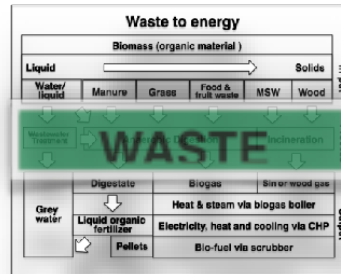 Waste to energy
Biomass (organic material )
Liquid Solids
Water/ liquid Manure Grass Food & fruit waste MSW Wood
WASTE
Wastewater Treatment Incineration
Digestate Biogas
Grey water
Heat & steam via biogas boiler
Liquid organic fertilizer
Electricity, heat and cooling via CHP
Pellets Bio-fuel via scrubber